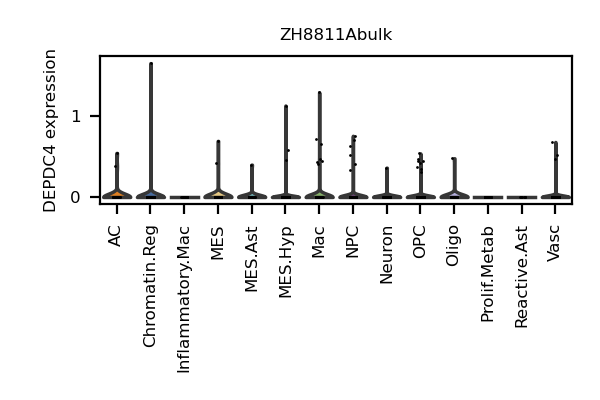 ZH8811Abulk
DEPDC4 expression
1
0
AC
Chromatin.Reg
Inflammatory.Mac
MES
MES.Ast
MES.Hyp
Mac
NPC
Neuron
OPC
Oligo
Prolif.Metab
Reactive.Ast
Vasc